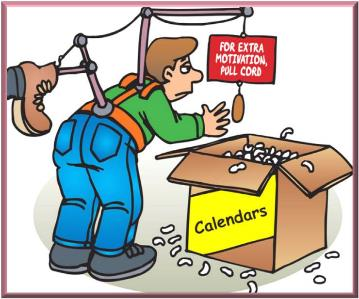 FOR EXTRA
MOTIVATION,
PULL CORD
Calendars